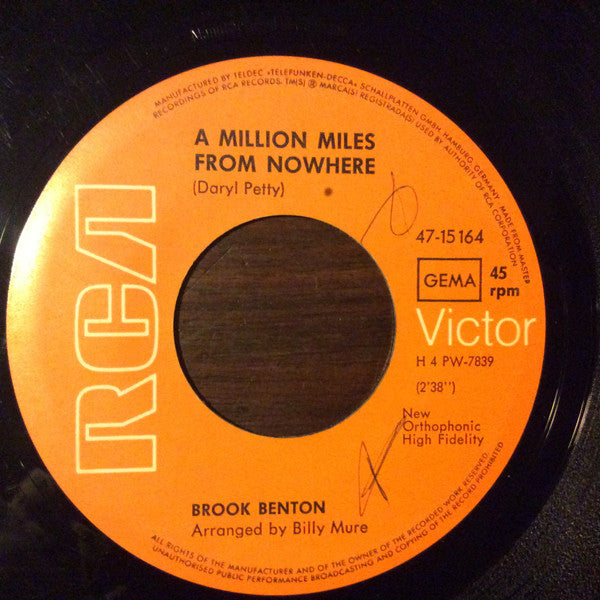 MANUFACTURED BY TELDEC »TELEFUNKEN-DECCA« SCHALLPLATTEN GMBH, HAMBURG, GERMANY. MADE FROM MASTER
RECORDINGS OF RCA RECORDS. TM(S) ® MARCA(S) REGISTRADA(S) USED BY AUTHORITY OF RCA CORPORATION
A MILLION MILES
FROM NOWHERE
(Daryl Petty)
RCA
47-15164
GEMA
45
rpm
Victor
H 4 PW-7839
(2'38'')
New
Orthophonic
High Fidelity
BROOK BENTON
Arranged by Billy Mure
ALL RIGHTS OF THE MANUFACTURER AND OF THE OWNER OF THE RECORDED WORK RESERVED.
UNAUTHORISED PUBLIC PERFORMANCE BROADCASTING AND COPYING OF THE RECORD PROHIBITED